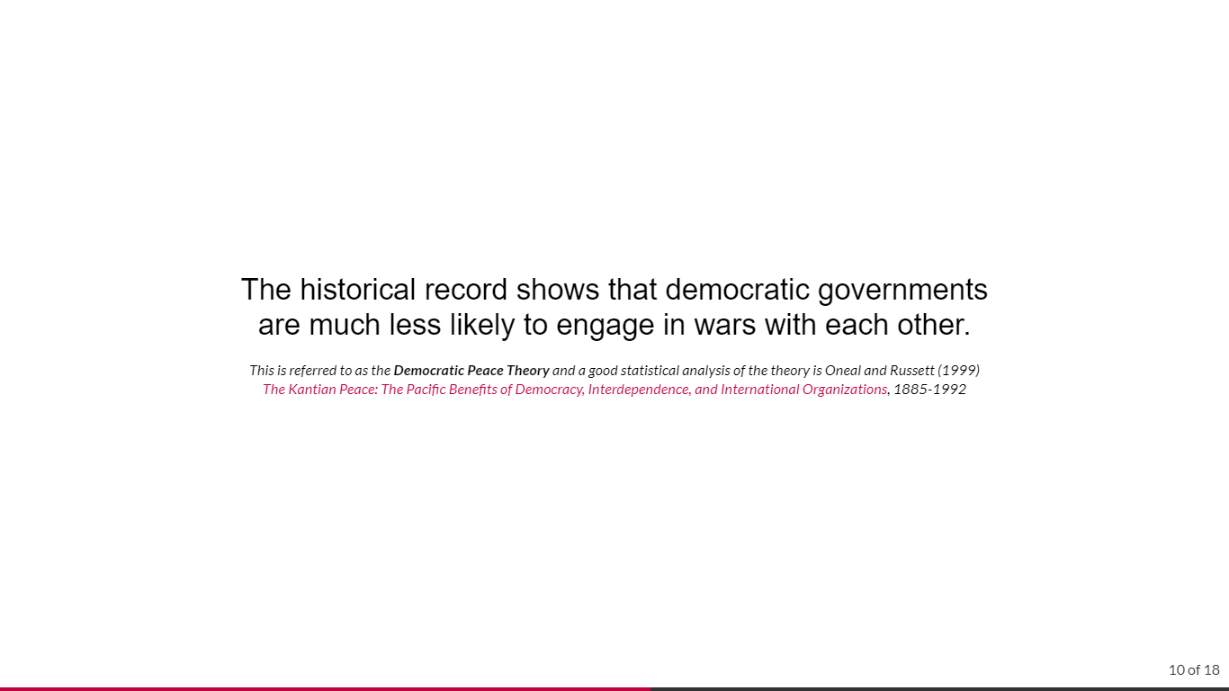 The historical record shows that democratic governments
are much less likely to engage in wars with each other.
This is referred to as the Democratic Peace Theory and a good statistical analysis of the theory is Oneal and Russett (1999)
The Kantian Peace: The Pacific Benefits of Democracy, Interdependence, and International Organizations, 1885-1992
10 of 18